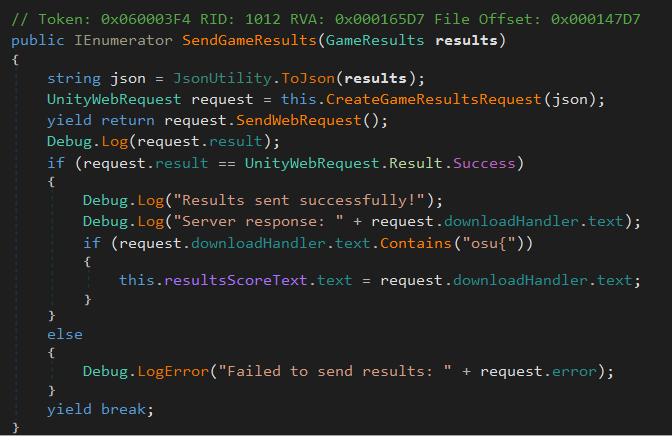 // Token: 0x060003F4 RID: 1012 RVA: 0x000165D7 File Offset: 0x000147D7
public IEnumerator SendGameResults(GameResults results)
{
    string json = JsonUtility.ToJson(results);
    UnityWebRequest request = this.CreateGameResultsRequest(json);
    yield return request.SendWebRequest();
    Debug.Log(request.result);
    if (request.result == UnityWebRequest.Result.Success)
    {
        Debug.Log("Results sent successfully!");
        Debug.Log("Server response: " + request.downloadHandler.text);
        if (request.downloadHandler.text.Contains("osu{"))
        {
            this.resultsScoreText.text = request.downloadHandler.text;
        }
    }
    else
    {
        Debug.LogError("Failed to send results: " + request.error);
    }
    yield break;
}